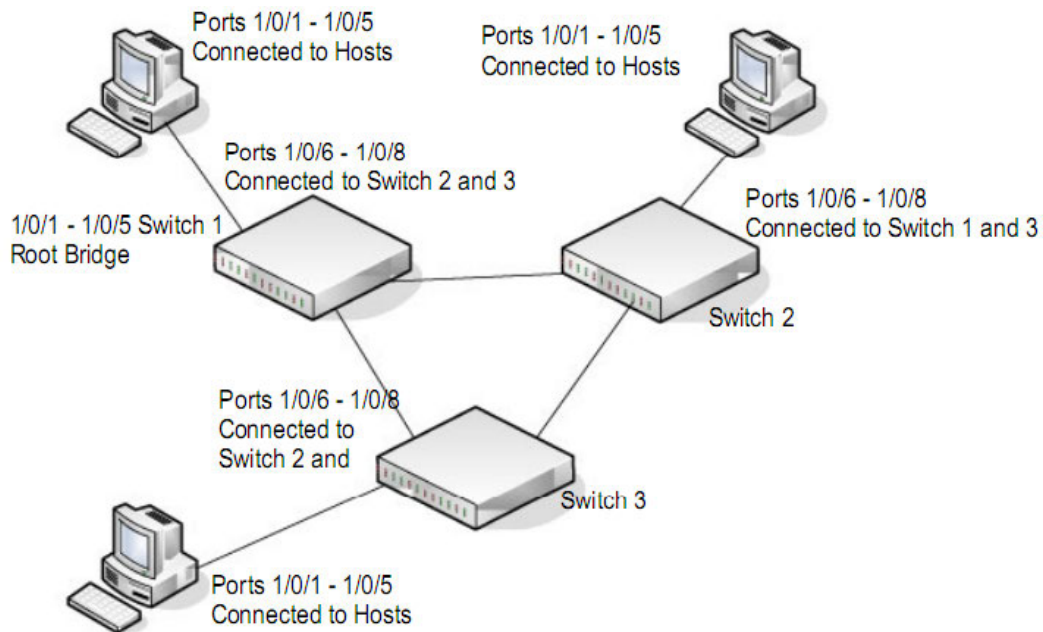 Ports 1/0/1 - 1/0/5
Connected to Hosts
Ports 1/0/1 - 1/0/5
Connected to Hosts
Ports 1/0/6 - 1/0/8
Connected to Switch 2 and 3
1/0/1 - 1/0/5 Switch 1
Root Bridge
Ports 1/0/6 - 1/0/8
Connected to Switch 1 and 3
Switch 2
Ports 1/0/6 - 1/0/8
Connected to
Switch 2 and
Switch 3
Ports 1/0/1 - 1/0/5
Connected to Hosts